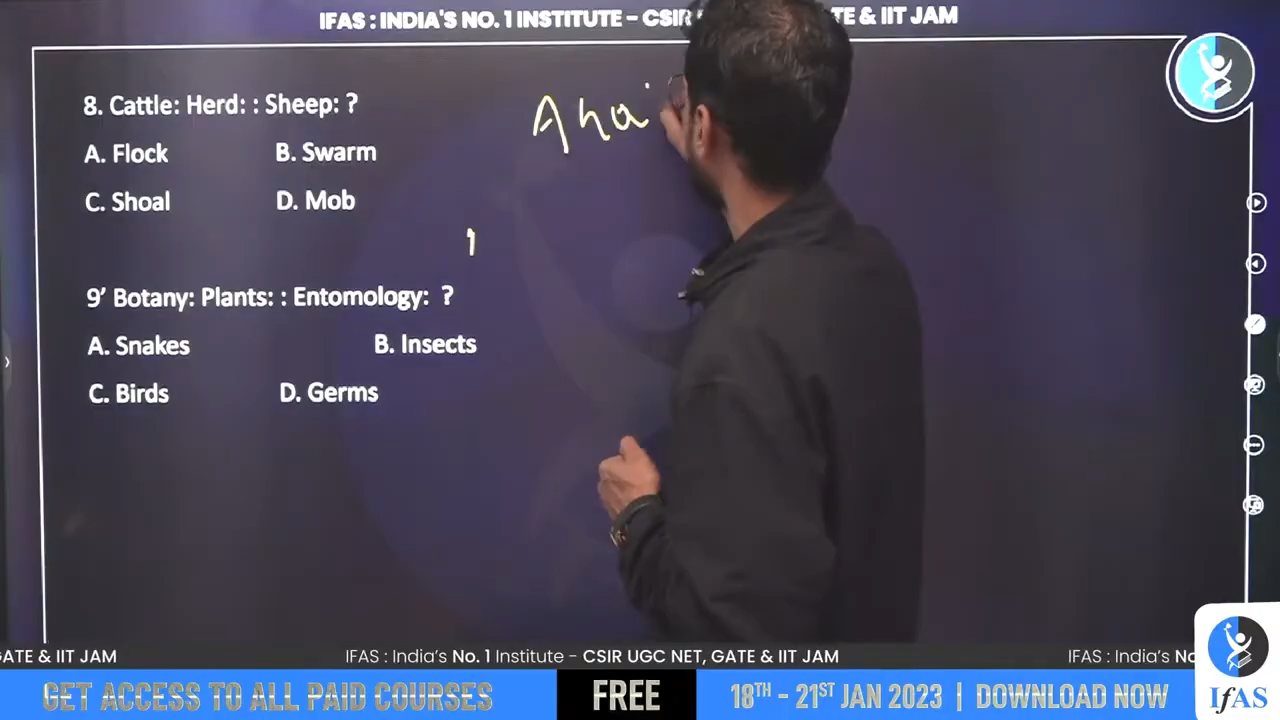 IFAS : INDIA'S NO. 1 INSTITUTE – CSIR TE & IIT JAM
8. Cattle: Herd: : Sheep: ?
A. Flock B. Swarm
C. Shoal D. Mob
9’ Botany: Plants: : Entomology: ?
A. Snakes B. Insects
C. Birds D. Germs
GATE & IIT JAM IFAS : India’s No. 1 Institute – CSIR UGC NET, GATE & IIT JAM IFAS : India’s No
GET ACCESS TO ALL PAID COURSES FREE 18TH – 21ST JAN 2023 | DOWNLOAD NOW
IFAS